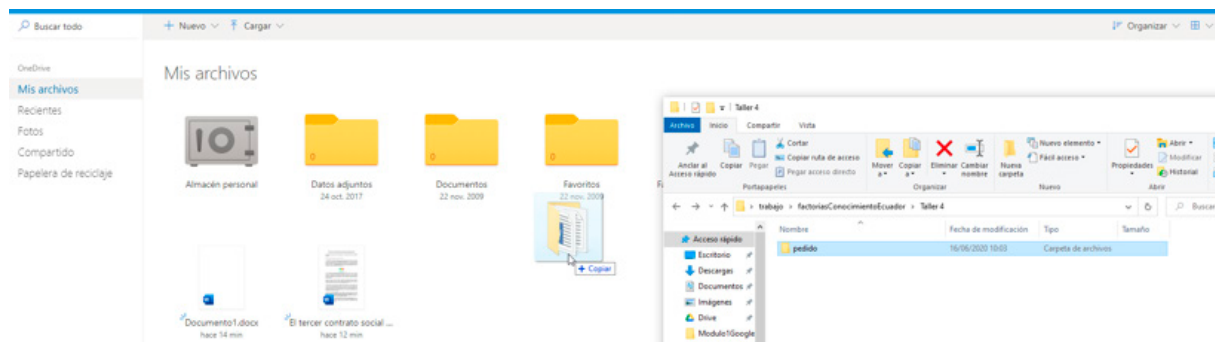 Buscar todo
+ Nuevo
Cargar
Organizar
OneDrive
Mis archivos
Recientes
Fotos
Compartido
Papelera de reciclaje
Mis archivos
Almacén personal
0
Datos adjuntos
24 oct. 2017
0
Documentos
22 nov. 2009
0
Favoritos
22 nov. 2009
+ Copiar
Documento1.docx
hace 14 min
El tercer contrato social ...
hace 12 min
Taller 4
Archivo Inicio Compartir Vista
Anclar al Acceso rápido
Copiar
Pegar
Cortar
Copiar ruta de acceso
Pegar acceso directo
Portapapeles
Mover a
Copiar a
Eliminar
Cambiar nombre
Organizar
Nueva carpeta
Nuevo elemento
Fácil acceso
Nuevo
Propiedades
Abrir
Modificar
Historial
Abrir
trabajo > factoriasConocimientoEcuador > Taller 4
Buscar
Nombre Fecha de modificación Tipo Tamaño
pedido 16/06/2020 10:03 Carpeta de archivos
Acceso rápido
Escritorio
Descargas
Documentos
Imágenes
Drive
Module1Google